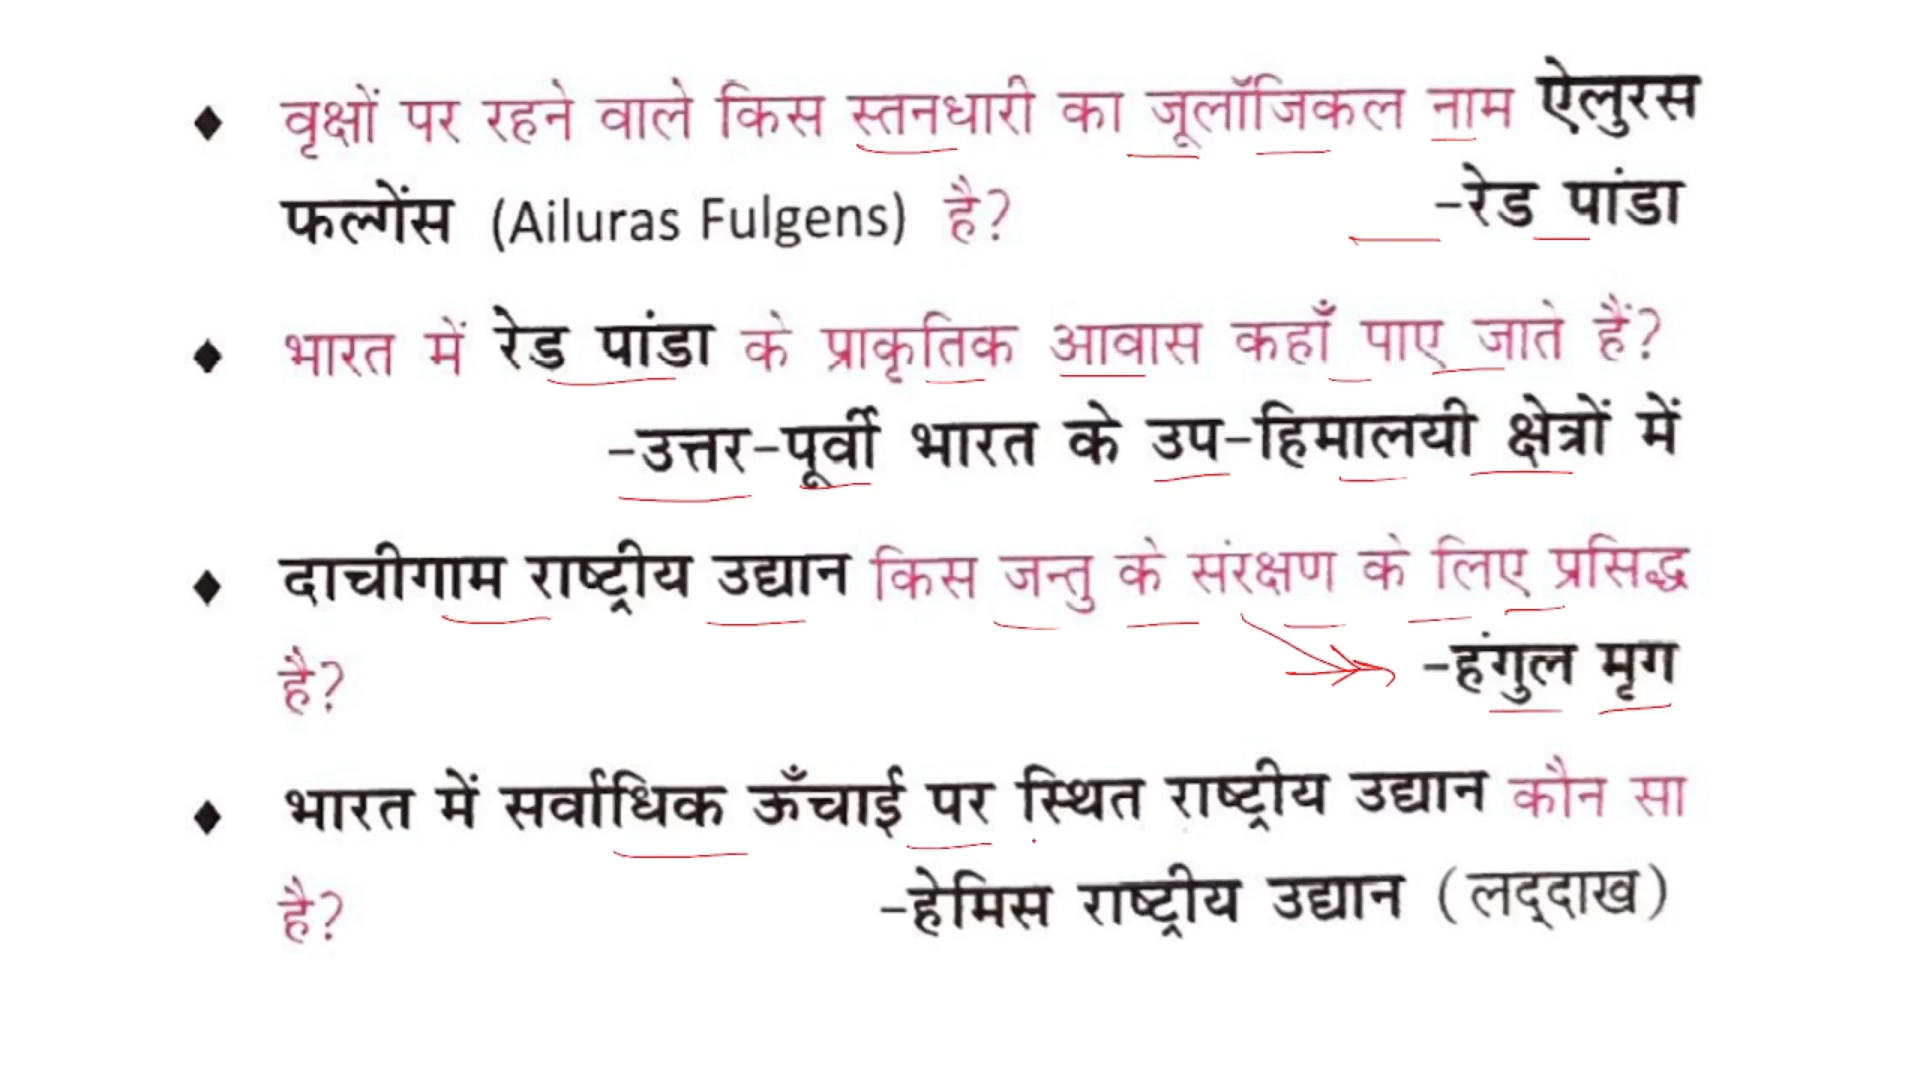 ♦ वृक्षों पर रहने वाले किस स्तनधारी का जूलॉजिकल नाम ऐलुरस
फल्गेंस (Ailuras Fulgens) है? -रेड पांडा
♦ भारत में रेड पांडा के प्राकृतिक आवास कहाँ पाए जाते हैं?
-उत्तर-पूर्वी भारत के उप-हिमालयी क्षेत्रों में
♦ दाचीगाम राष्ट्रीय उद्यान किस जन्तु के संरक्षण के लिए प्रसिद्ध
है? -हंगुल मृग
♦ भारत में सर्वाधिक ऊँचाई पर स्थित राष्ट्रीय उद्यान कौन सा
है? -हेमिस राष्ट्रीय उद्यान (लद्‌दाख)